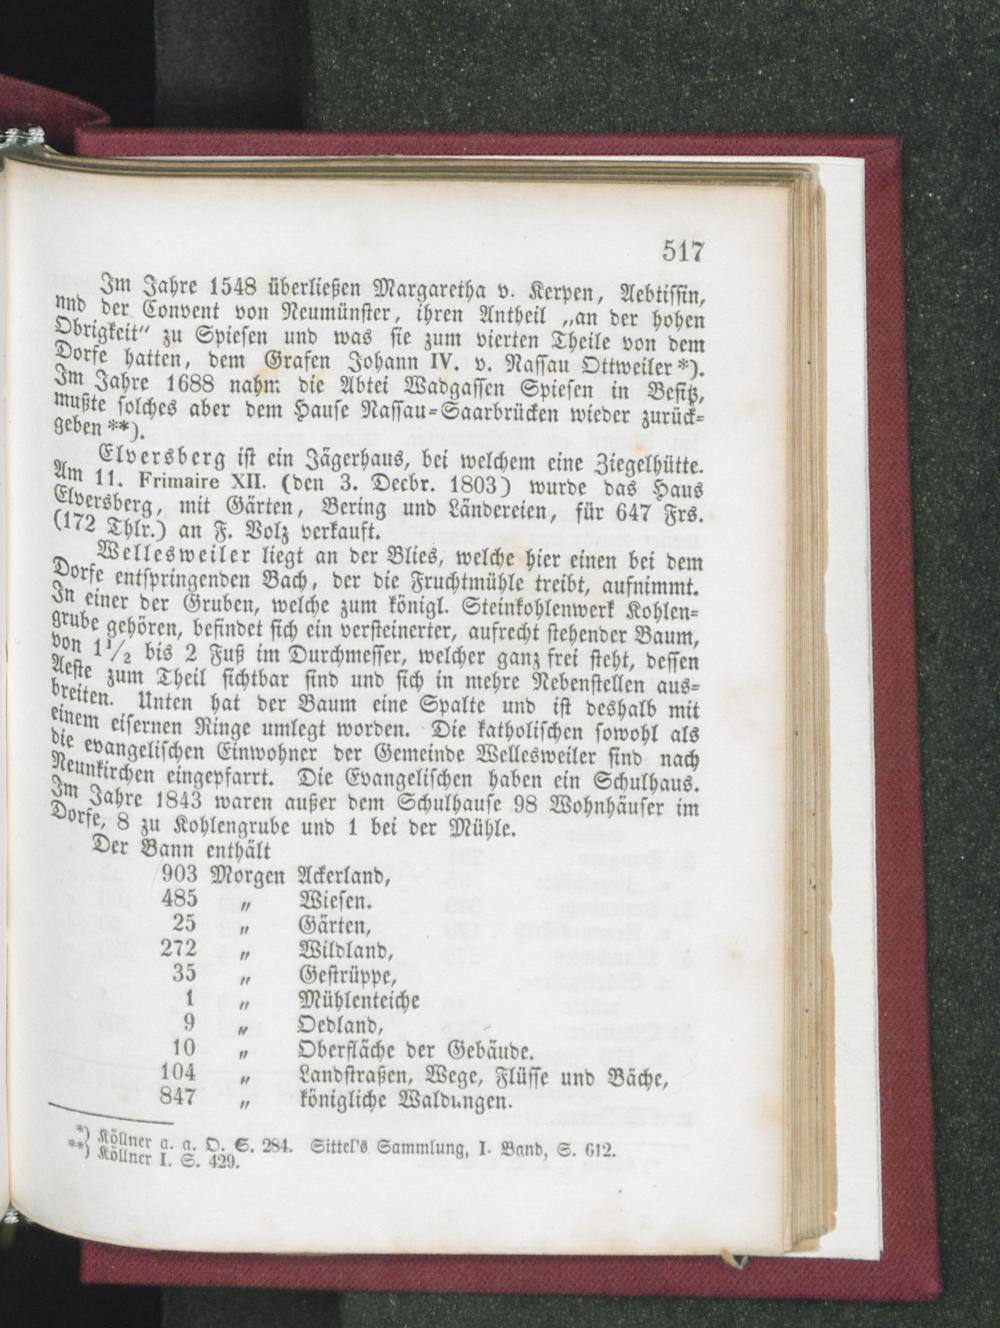 517
Im Jahre 1548 überließen Margaretha v. Kerpen, Aebtissin,
nnd der Convent von Neumünster, ihren Antheil „an der hohen
Obrigkeit“ zu Spiesen und was sie zum vierten Theile von dem
Dorfe hatten, dem Grafen Johann IV. v. Nassau Ottweiler *).
Im Jahre 1688 nahm die Abtei Wadgassen Spiesen in Besitz,
mußte solches aber dem Hause Nassau-Saarbrücken wieder zurück-
geben **).
Elversberg ist ein Jägerhaus, bei welchem eine Ziegelhütte.
Am 11. Frimaire XII. (den 3. Decbr. 1803) wurde das Haus
Elversberg, mit Gärten, Bering und Ländereien, für 647 Frs.
(172 Thlr.) an F. Volz verkauft.
Wellesweiler liegt an der Blies, welche hier einen bei dem
Dorfe entspringenden Bach, der die Fruchtmühle treibt, aufnimmt.
In einer der Gruben, welche zum königl. Steinkohlenwerk Kohlen-
grube gehören, befindet sich ein versteinerter, aufrecht stehender Baum,
von 1 1/2 bis 2 Fuß im Durchmesser, welcher ganz frei steht, dessen
Aeste zum Theil sichtbar sind und sich in mehre Nebenstellen aus-
breiten. Unten hat der Baum eine Spalte und ist deshalb mit
einem eisernen Ringe umlegt worden. Die katholischen sowohl als
die evangelischen Einwohner der Gemeinde Wellesweiler sind nach
Neunkirchen eingepfarrt. Die Evangelischen haben ein Schulhaus.
Im Jahre 1843 waren außer dem Schulhause 98 Wohnhäuser im
Dorfe, 8 zu Kohlengrube und 1 bei der Mühle.
Der Bann enthält
903 Morgen Ackerland,
485 „ Wiesen.
25 „ Gärten,
272 „ Wildland,
35 „ Gestrüppe,
1 „ Mühlenteiche
9 „ Oedland,
10 „ Oberfläche der Gebäude.
104 „ Landstraßen, Wege, Flüsse und Bäche,
847 „ königliche Waldungen.
*) Köllner a. a. O. S. 284. Sittel's Sammlung, I. Band, S. 612.
**) Köllner I. S. 429.